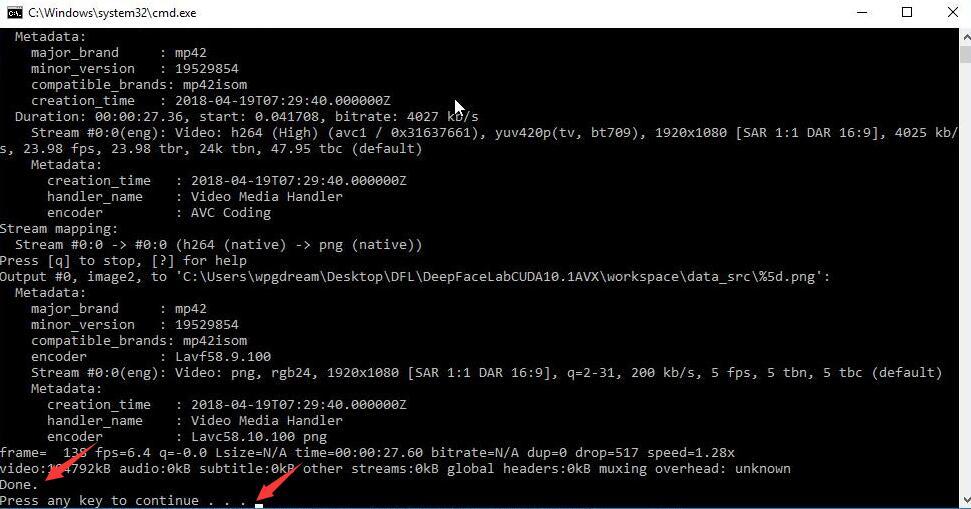 C:\Windows\system32\cmd.exe
Metadata:
major_brand : mp42
minor_version : 19529854
compatible_brands: mp42isom
creation_time : 2018-04-19T07:29:40.000000Z
Duration: 00:00:27.36, start: 0.041708, bitrate: 4027 kb/s
Stream #0:0(eng): Video: h264 (High) (avc1 / 0x31637661), yuv420p(tv, bt709), 1920x1080 [SAR 1:1 DAR 16:9], 4025 kb/
s, 23.98 fps, 23.98 tbr, 24k tbn, 47.95 tbc (default)
Metadata:
creation_time : 2018-04-19T07:29:40.000000Z
handler_name : Video Media Handler
encoder : AVC Coding
Stream mapping:
Stream #0:0 -> #0:0 (h264 (native) -> png (native))
Press [q] to stop, [?] for help
Output #0, image2, to 'C:\Users\wpgdream\Desktop\DFL\DeepFaceLabCUDA10.1AVX\workspace\data_src\%5d.png':
Metadata:
major_brand : mp42
minor_version : 19529854
compatible_brands: mp42isom
encoder : Lavf58.9.100
Stream #0:0(eng): Video: png, rgb24, 1920x1080 [SAR 1:1 DAR 16:9], q=2-31, 200 kb/s, 5 fps, 5 tbn, 5 tbc (default)
Metadata:
creation_time : 2018-04-19T07:29:40.000000Z
handler_name : Video Media Handler
encoder : Lavc58.10.100 png
frame= 138 fps=6.4 q=-0.0 Lsize=N/A time=00:00:27.60 bitrate=N/A dup=0 drop=517 speed=1.28x
audio:0kB subtitle:0kB other streams:0kB global headers:0kB muxing overhead: unknown
Done.
Press any key to continue . . .